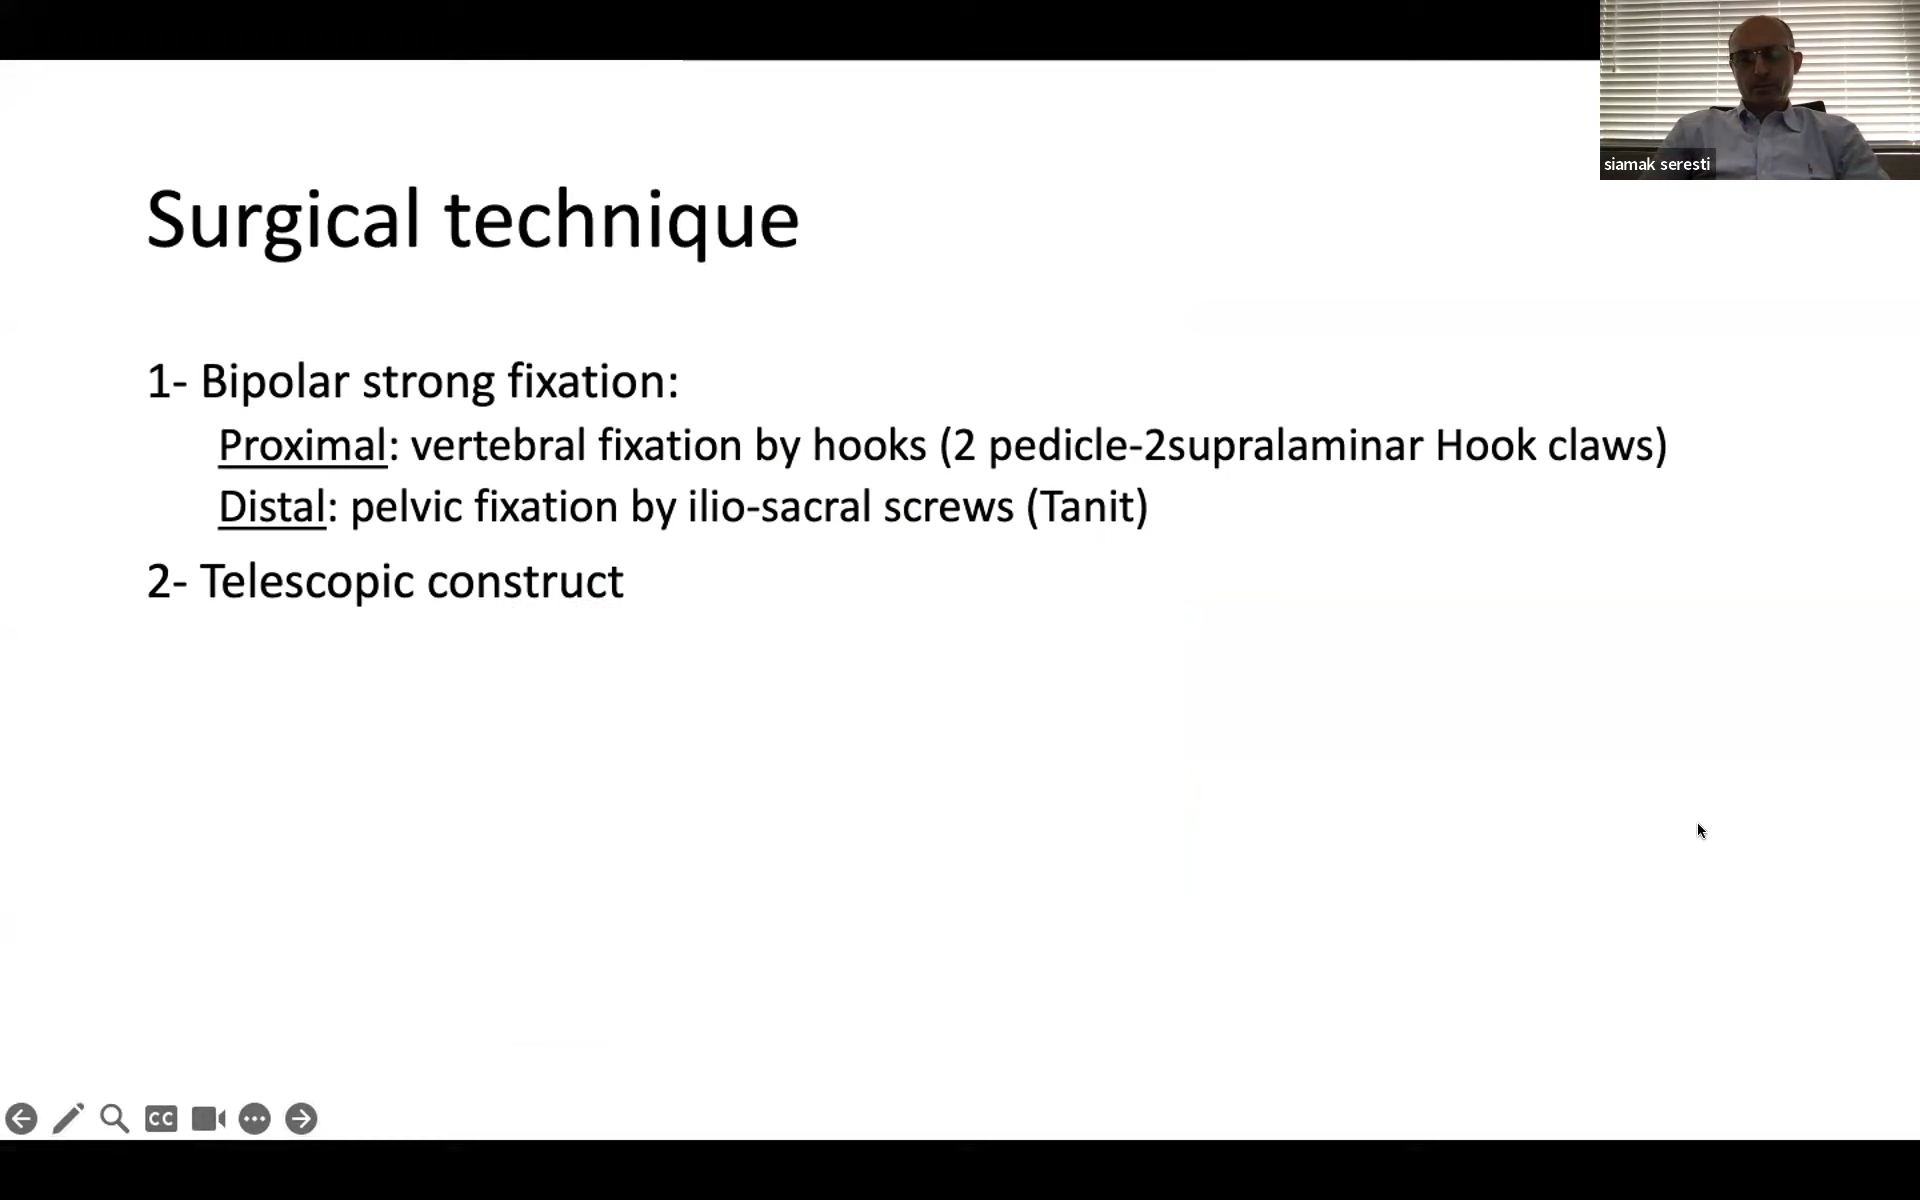 siamak seresti
Surgical technique
1- Bipolar strong fixation:
Proximal: vertebral fixation by hooks (2 pedicle-2supralaminar Hook claws)
Distal: pelvic fixation by ilio-sacral screws (Tanit)
2- Telescopic construct
CC